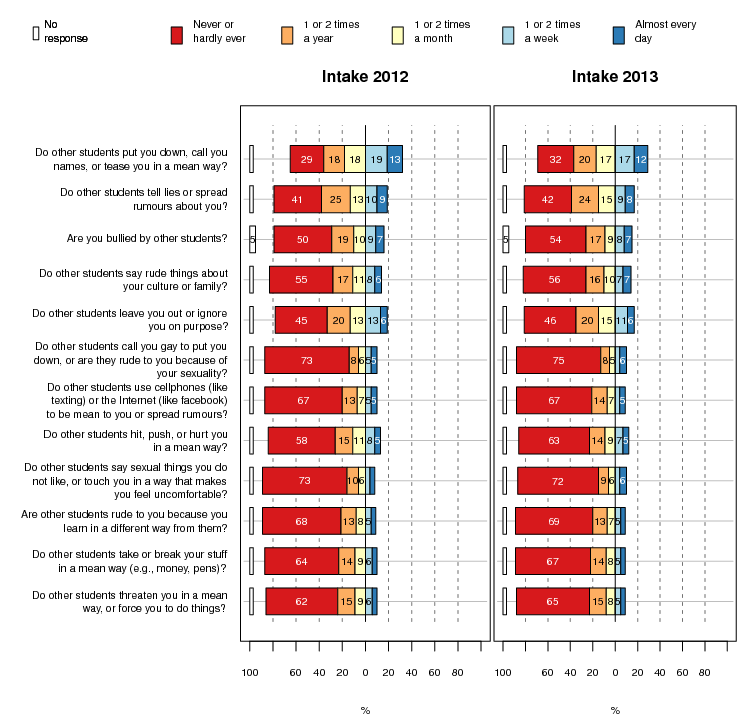 No response
Never or hardly ever
1 or 2 times a year
1 or 2 times a month
1 or 2 times a week
Almost every day
Intake 2012
Intake 2013
Do other students put you down, call you
names, or tease you in a mean way?
29 18 18 19 13
32 20 17 17 12
Do other students tell lies or spread
rumours about you?
41 25 13 10 9
42 24 15 9 8
Are you bullied by other students?
5 50 19 10 9 7
5 54 17 9 8 7
Do other students say rude things about
your culture or family?
55 17 11 8 6
56 16 10 7 7
Do other students leave you out or ignore
you on purpose?
45 20 13 13 6
46 20 15 11 6
Do other students call you gay to put you
down, or are they rude to you because of
your sexuality?
73 8 6 5 5
75 8 5 6
Do other students use cellphones (like
texting) or the Internet (like facebook)
to be mean to you or spread rumours?
67 13 7 5 5
67 14 7 5
Do other students hit, push, or hurt you
in a mean way?
58 15 11 8 5
63 14 9 7 5
Do other students say sexual things you do
not like, or touch you in a way that makes
you feel uncomfortable?
73 10 6
72 9 6 6
Are other students rude to you because you
learn in a different way from them?
68 13 8 5
69 13 7 5
Do other students take or break your stuff
in a mean way (e.g., money, pens)?
64 14 9 6
67 14 8 5
Do other students threaten you in a mean
way, or force you to do things?
62 15 9 6
65 15 8 5
100 60 40 20 0 20 40 60 80
100 80 60 40 20 0 20 40 60 80
%
%